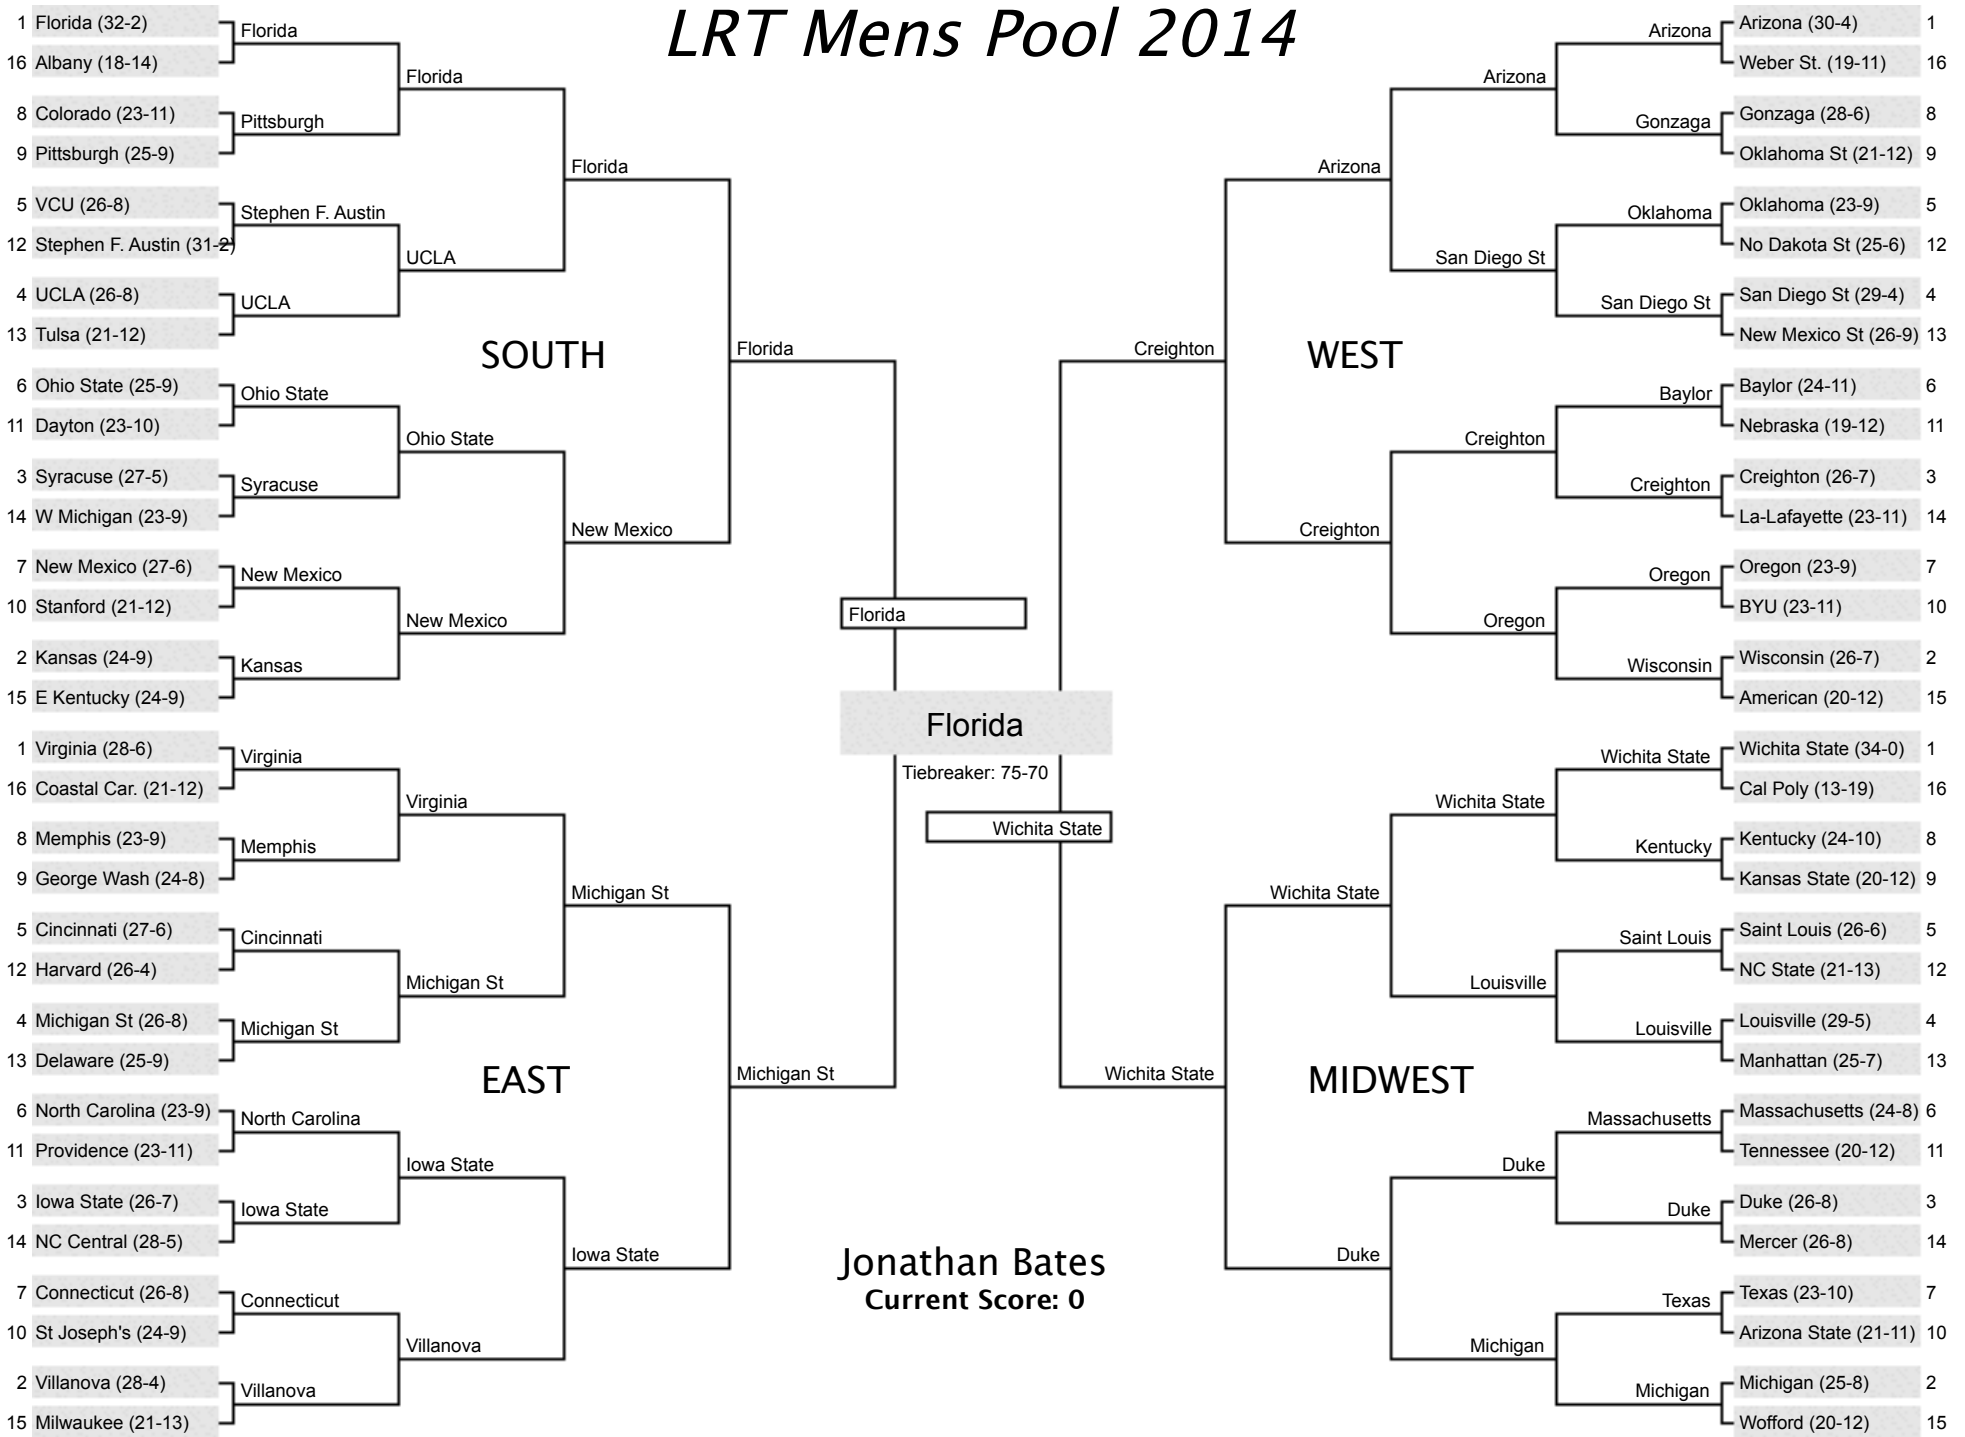 LRT Mens Pool 2014
1 Florida (32-2)
16 Albany (18-14)
8 Colorado (23-11)
9 Pittsburgh (25-9)
5 VCU (26-8)
12 Stephen F. Austin (31-2)
4 UCLA (26-8)
13 Tulsa (21-12)
6 Ohio State (25-9)
11 Dayton (23-10)
3 Syracuse (27-5)
14 W Michigan (23-9)
7 New Mexico (27-6)
10 Stanford (21-12)
2 Kansas (24-9)
15 E Kentucky (24-9)
Florida
Pittsburgh
Stephen F. Austin
UCLA
Ohio State
Syracuse
New Mexico
Kansas
Florida
UCLA
Ohio State
New Mexico
Florida
New Mexico
SOUTH
Florida
1 Virginia (28-6)
16 Coastal Car. (21-12)
8 Memphis (23-9)
9 George Wash (24-8)
5 Cincinnati (27-6)
12 Harvard (26-4)
4 Michigan St (26-8)
13 Delaware (25-9)
6 North Carolina (23-9)
11 Providence (23-11)
3 Iowa State (26-7)
14 NC Central (28-5)
7 Connecticut (26-8)
10 St Joseph's (24-9)
2 Villanova (28-4)
15 Milwaukee (21-13)
Virginia
Memphis
Cincinnati
Michigan St
North Carolina
Iowa State
Connecticut
Villanova
Virginia
Michigan St
Iowa State
Villanova
Michigan St
Iowa State
EAST
Michigan St
Florida
Florida
Tiebreaker: 75-70
Wichita State
Jonathan Bates
Current Score: 0
Creighton
WEST
Arizona
Creighton
Arizona
San Diego St
Creighton
Oregon
Arizona
Gonzaga
Oklahoma
San Diego St
Baylor
Creighton
Oregon
Wisconsin
Arizona (30-4) 1
Weber St. (19-11) 16
Gonzaga (28-6) 8
Oklahoma St (21-12) 9
Oklahoma (23-9) 5
No Dakota St (25-6) 12
San Diego St (29-4) 4
New Mexico St (26-9) 13
Baylor (24-11) 6
Nebraska (19-12) 11
Creighton (26-7) 3
La-Lafayette (23-11) 14
Oregon (23-9) 7
BYU (23-11) 10
Wisconsin (26-7) 2
American (20-12) 15
Wichita State
MIDWEST
Wichita State
Duke
Wichita State
Louisville
Duke
Michigan
Wichita State
Kentucky
Saint Louis
Louisville
Massachusetts
Duke
Texas
Michigan
Wichita State (34-0) 1
Cal Poly (13-19) 16
Kentucky (24-10) 8
Kansas State (20-12) 9
Saint Louis (26-6) 5
NC State (21-13) 12
Louisville (29-5) 4
Manhattan (25-7) 13
Massachusetts (24-8) 6
Tennessee (20-12) 11
Duke (26-8) 3
Mercer (26-8) 14
Texas (23-10) 7
Arizona State (21-11) 10
Michigan (25-8) 2
Wofford (20-12) 15